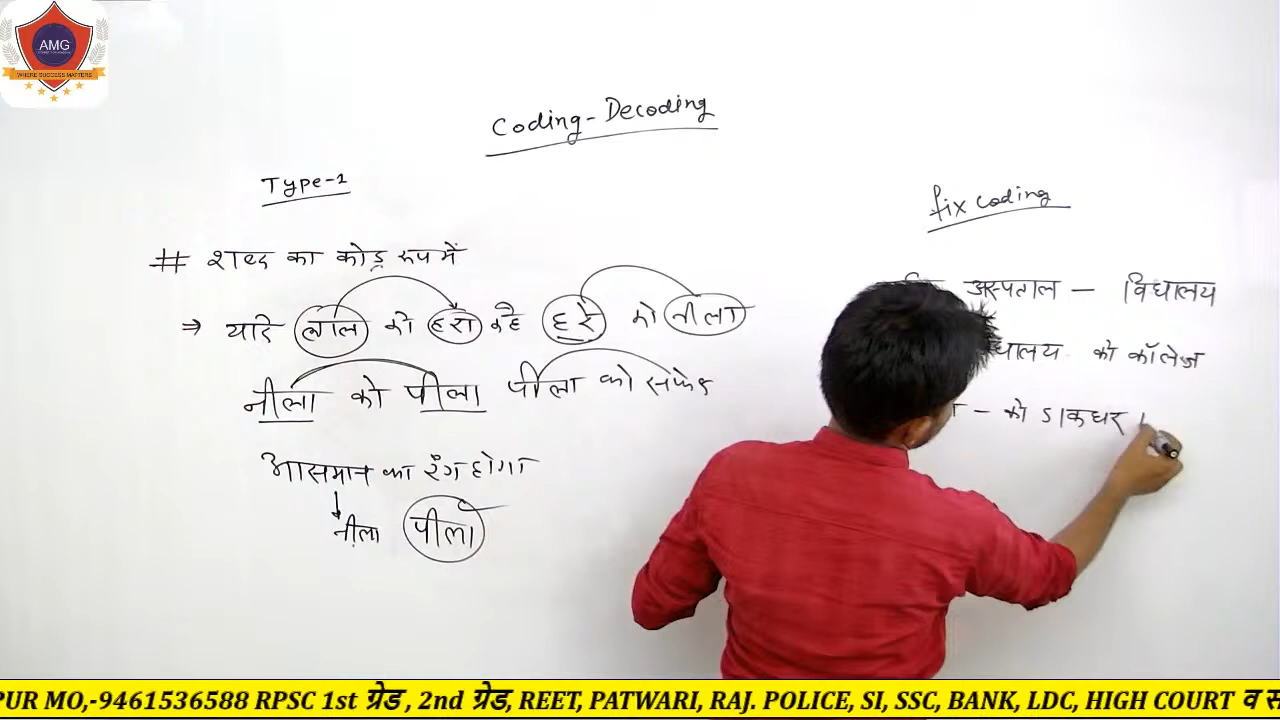 AMG
WHERE SUCCESS MATTERS
Coding-Decoding
Type-1
# शब्द का कोड़ रूप में
⇒ यदि लाल को हरा कहे हरे को नीला
नीला को पीला पीला को सफेद
आसमान का रंग होगा
नीला पीला
fix coding
अस्पताल – विद्यालय
द्यालय को कॉलेज
– को डाकघर
PUR MO,-9461536588 RPSC 1st ग्रेड , 2nd ग्रेड, REET, PATWARI, RAJ. POLICE, SI, SSC, BANK, LDC, HIGH COURT व स